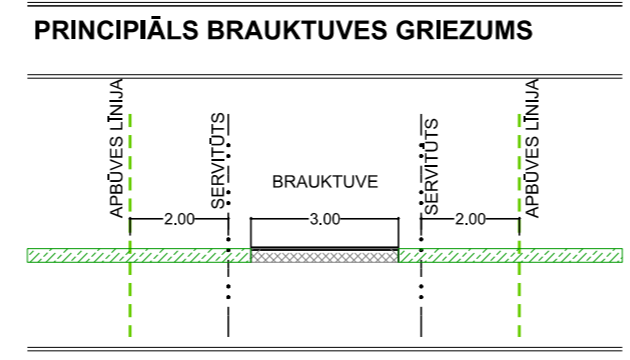 PRINCIPIĀLS BRAUKTUVES GRIEZUMS
APBŪVES LĪNIJA
SERVITŪTS
BRAUKTUVE
SERVITŪTS
APBŪVES LĪNIJA
2.00
3.00
2.00